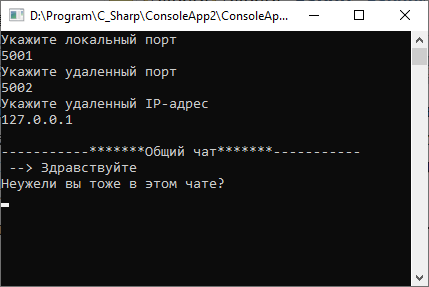 D:\Program\C_Sharp\ConsoleApp2\ConsoleAp...
Укажите локальный порт
5001
Укажите удаленный порт
5002
Укажите удаленный IP-адрес
127.0.0.1
-----------*******Общий чат*******-----------
--> Здравствуйте
Неужели вы тоже в этом чате?